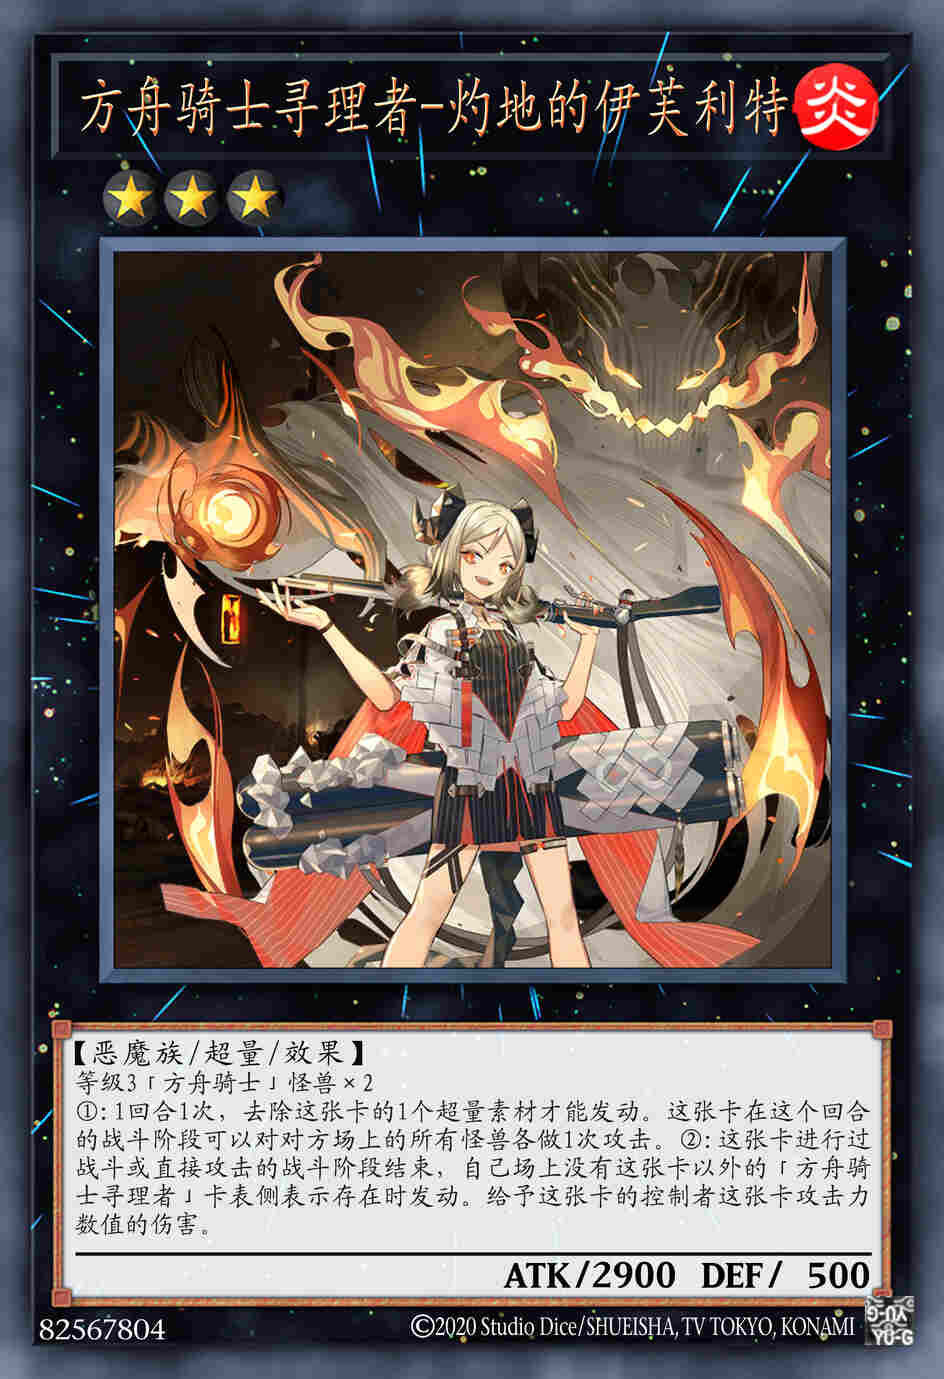 方舟骑士寻理者-灼地的伊芙利特
炎
【恶魔族/超量/效果】
等级3「方舟骑士」怪兽×2
①:1回合1次，去除这张卡的1个超量素材才能发动。这张卡在这个回合
的战斗阶段可以对对方场上的所有怪兽各做1次攻击。②:这张卡进行过
战斗或直接攻击的战斗阶段结束，自己场上没有这张卡以外的「方舟骑
士寻理者」卡表侧表示存在时发动。给予这张卡的控制者这张卡攻击力
数值的伤害。
ATK/2900 DEF/ 500
82567804
©2020 Studio Dice/SHUEISHA, TV TOKYO, KONAMI
YU-G
YU-G